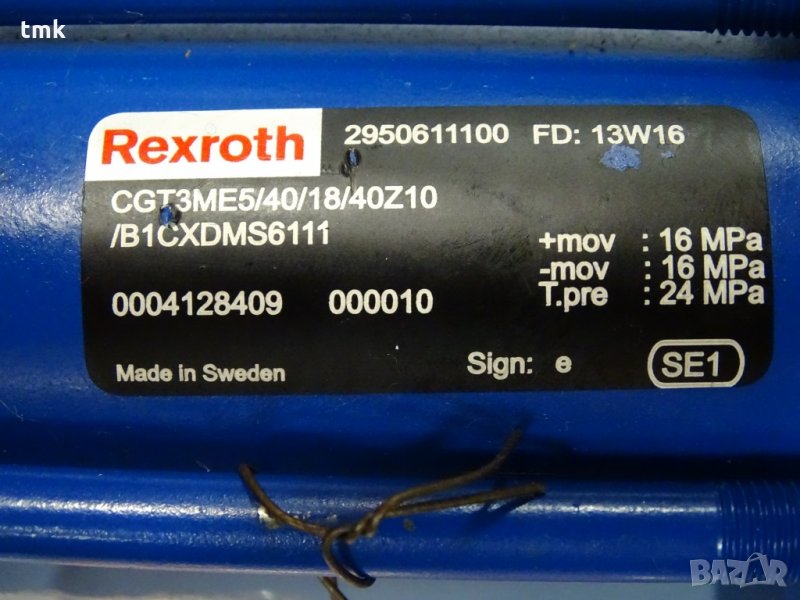 tmk
Rexroth 2950611100 FD: 13W16
CGT3ME5/40/18/40Z10
/B1CXDMS6111
+mov : 16 MPa
-mov : 16 MPa
T.pre : 24 MPa
0004128409 000010
Made in Sweden Sign: e SE1
BAZAR